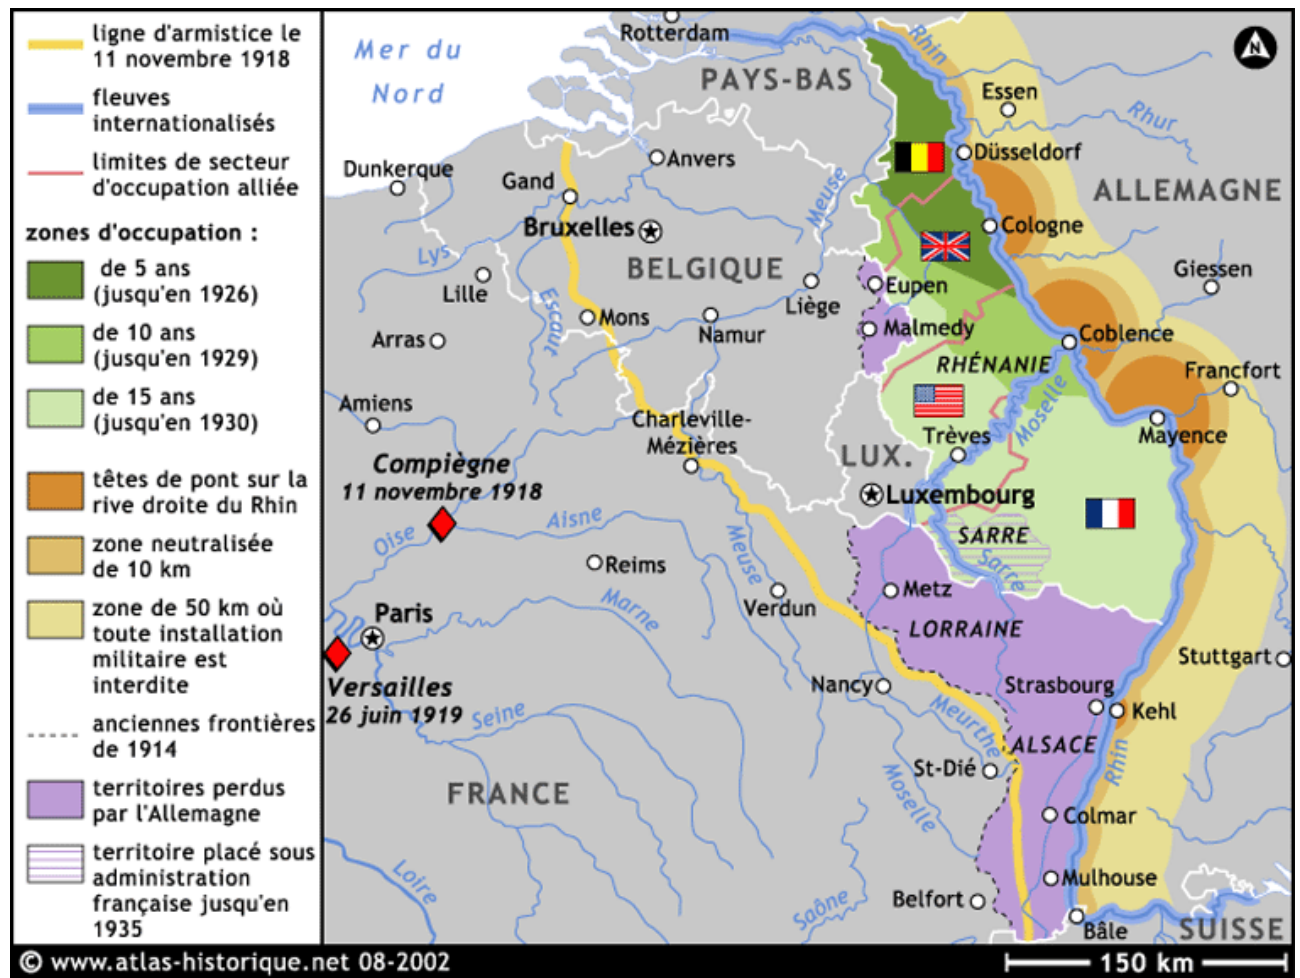 ligne d'armistice le
11 novembre 1918
fleuves
internationalisés
limites de secteur
d'occupation alliée
zones d'occupation :
de 5 ans
(jusqu'en 1926)
de 10 ans
(jusqu'en 1929)
de 15 ans
(jusqu'en 1930)
têtes de pont sur la
rive droite du Rhin
zone neutralisée
de 10 km
zone de 50 km où
toute installation
militaire est
interdite
anciennes frontières
de 1914
territoires perdus
par l'Allemagne
territoire placé sous
administration
française jusqu'en
1935
Mer du
Nord
Rotterdam
PAYS-BAS
Rhin
N
Essen
Rhur
Dunkerque
Anvers
Düsseldorf
Gand
Meuse
ALLEMAGNE
Bruxelles
Cologne
Lys
BELGIQUE
Giessen
Lille
Liège
Eupen
Escaut
Mons
Namur
Malmedy
Coblence
Arras
RHÉNANIE
Francfort
Amiens
Moselle
Charleville-
Mézières
Trèves
Mayence
LUX.
Compiègne
11 novembre 1918
Luxembourg
Oise
Aisne
Meuse
SARRE
Sarre
Reims
Verdun
Metz
Marne
Paris
LORRAINE
Stuttgart
Versailles
26 juin 1919
Nancy
Strasbourg
Kehl
Seine
Meurthe
ALSACE
Rhin
St-Dié
FRANCE
Moselle
Colmar
Loire
Mulhouse
Saône
Belfort
Bâle
SUISSE
© www.atlas-historique.net 08-2002
150 km